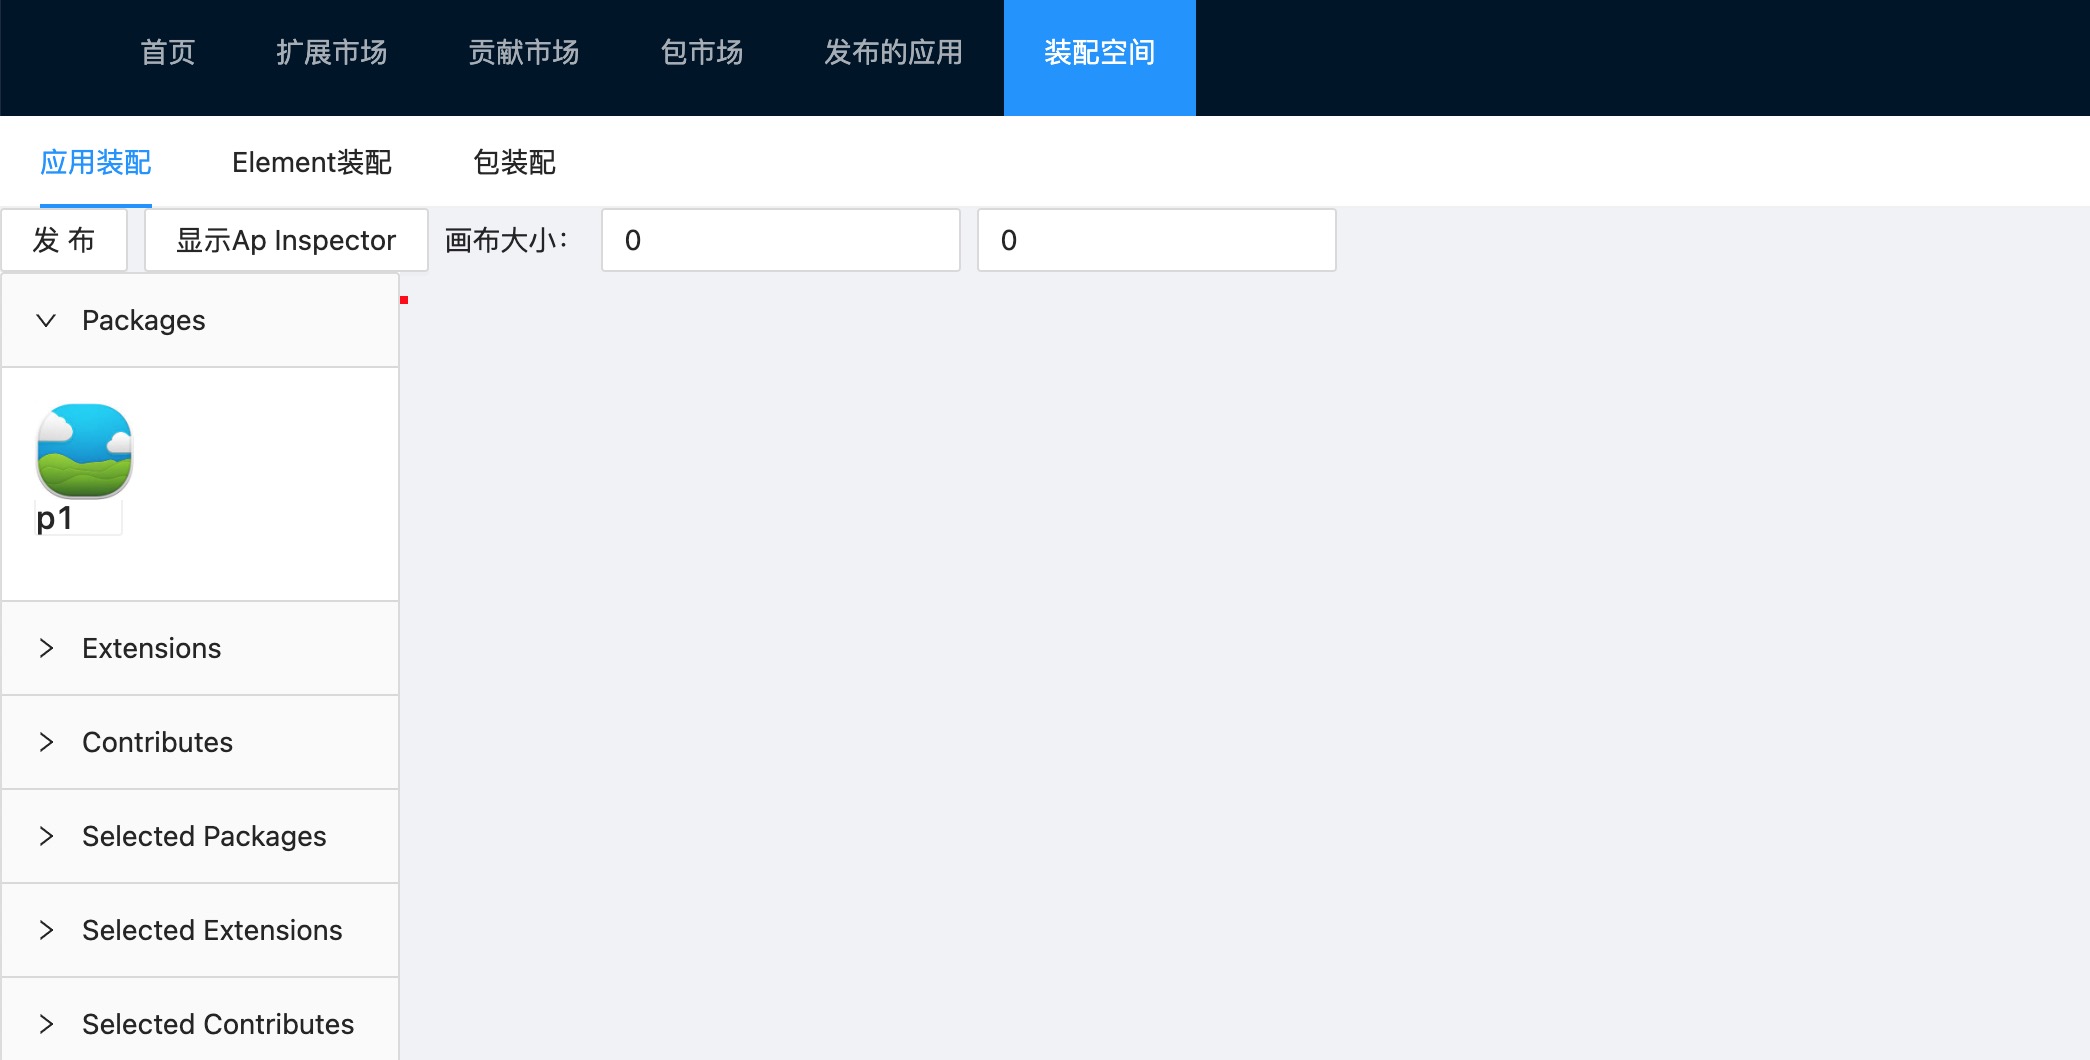 首页 扩展市场 贡献市场 包市场 发布的应用 装配空间
应用装配 Element装配 包装配
发 布 显示Ap Inspector 画布大小： 0 0
Packages
p1
Extensions
Contributes
Selected Packages
Selected Extensions
Selected Contributes